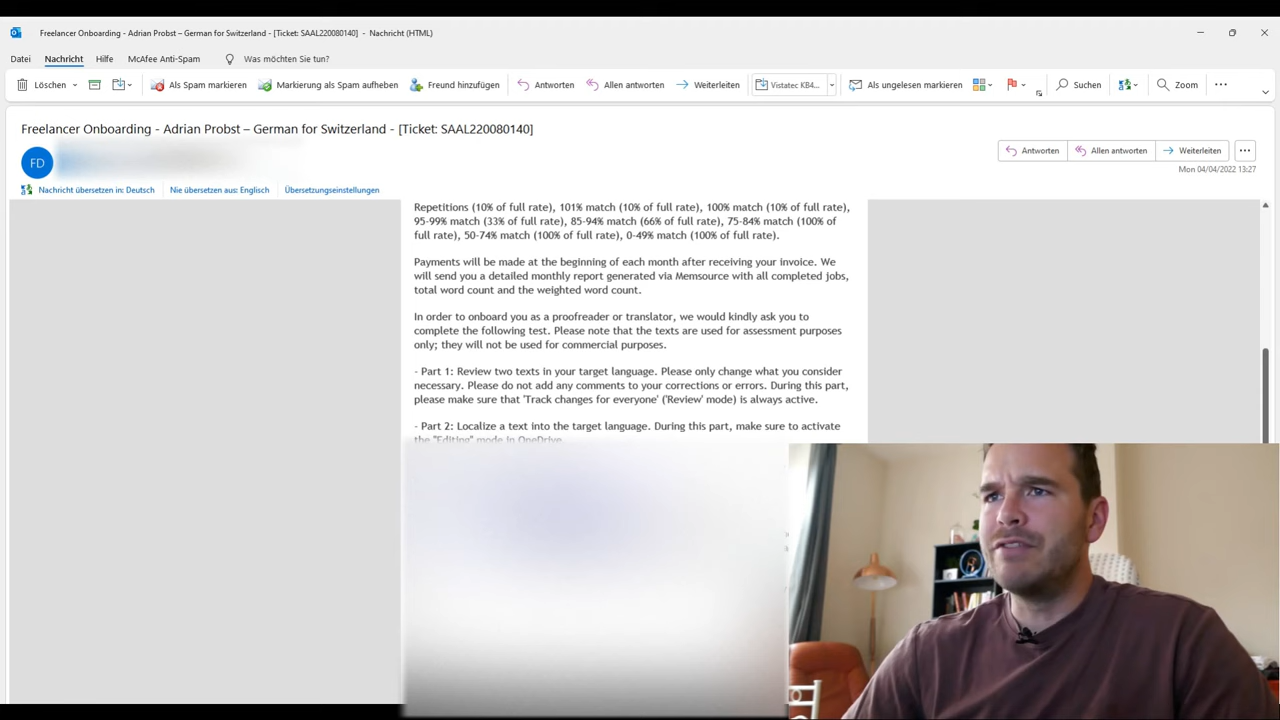 Freelancer Onboarding - Adrian Probst – German for Switzerland - [Ticket: SAAL220080140] - Nachricht (HTML)
Datei Nachricht Hilfe McAfee Anti-Spam Was möchten Sie tun?
Löschen Als Spam markieren Markierung als Spam aufheben Freund hinzufügen Antworten Allen antworten Weiterleiten Vistatec KB4... Als ungelesen markieren Suchen Zoom ...
Freelancer Onboarding - Adrian Probst – German for Switzerland - [Ticket: SAAL220080140]
FD
Antworten Allen antworten Weiterleiten ...
Mon 04/04/2022 13:27
Nachricht übersetzen in: Deutsch Nie übersetzen aus: Englisch Übersetzungseinstellungen
Repetitions (10% of full rate), 101% match (10% of full rate), 100% match (10% of full rate),
95-99% match (33% of full rate), 85-94% match (66% of full rate), 75-84% match (100% of
full rate), 50-74% match (100% of full rate), 0-49% match (100% of full rate).
Payments will be made at the beginning of each month after receiving your invoice. We
will send you a detailed monthly report generated via Memsource with all completed jobs,
total word count and the weighted word count.
In order to onboard you as a proofreader or translator, we would kindly ask you to
complete the following test. Please note that the texts are used for assessment purposes
only; they will not be used for commercial purposes.
- Part 1: Review two texts in your target language. Please only change what you consider
necessary. Please do not add any comments to your corrections or errors. During this part,
please make sure that 'Track changes for everyone' ('Review' mode) is always active.
- Part 2: Localize a text into the target language. During this part, make sure to activate
the "Editing" mode in OneDrive.